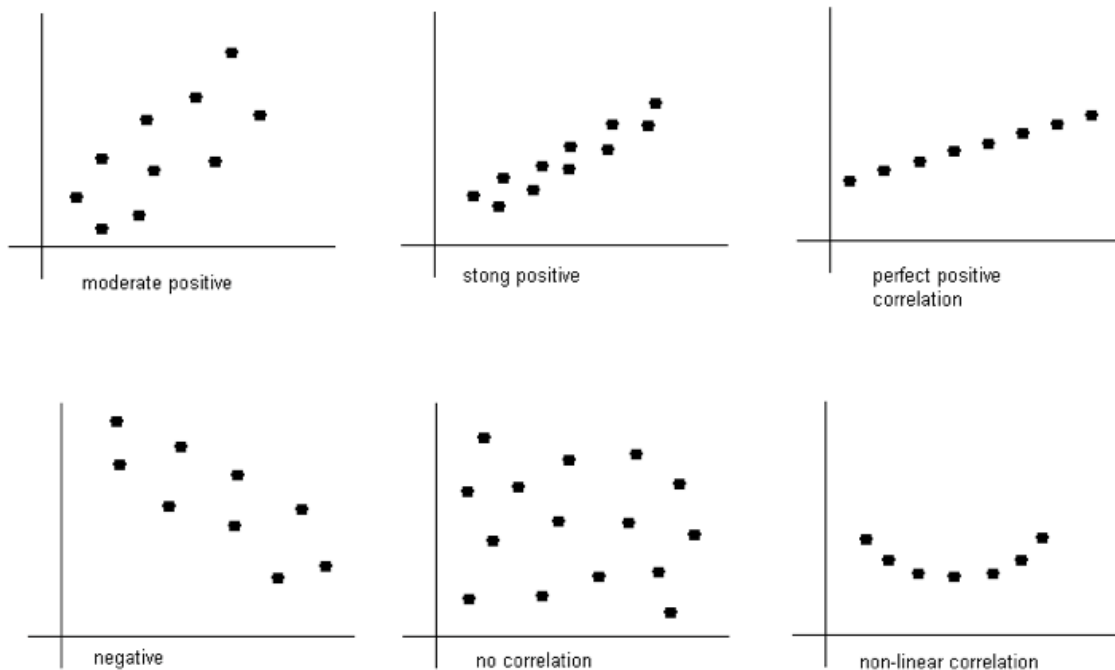 moderate positive
stong positive
perfect positive
correlation
negative
no correlation
non-linear correlation